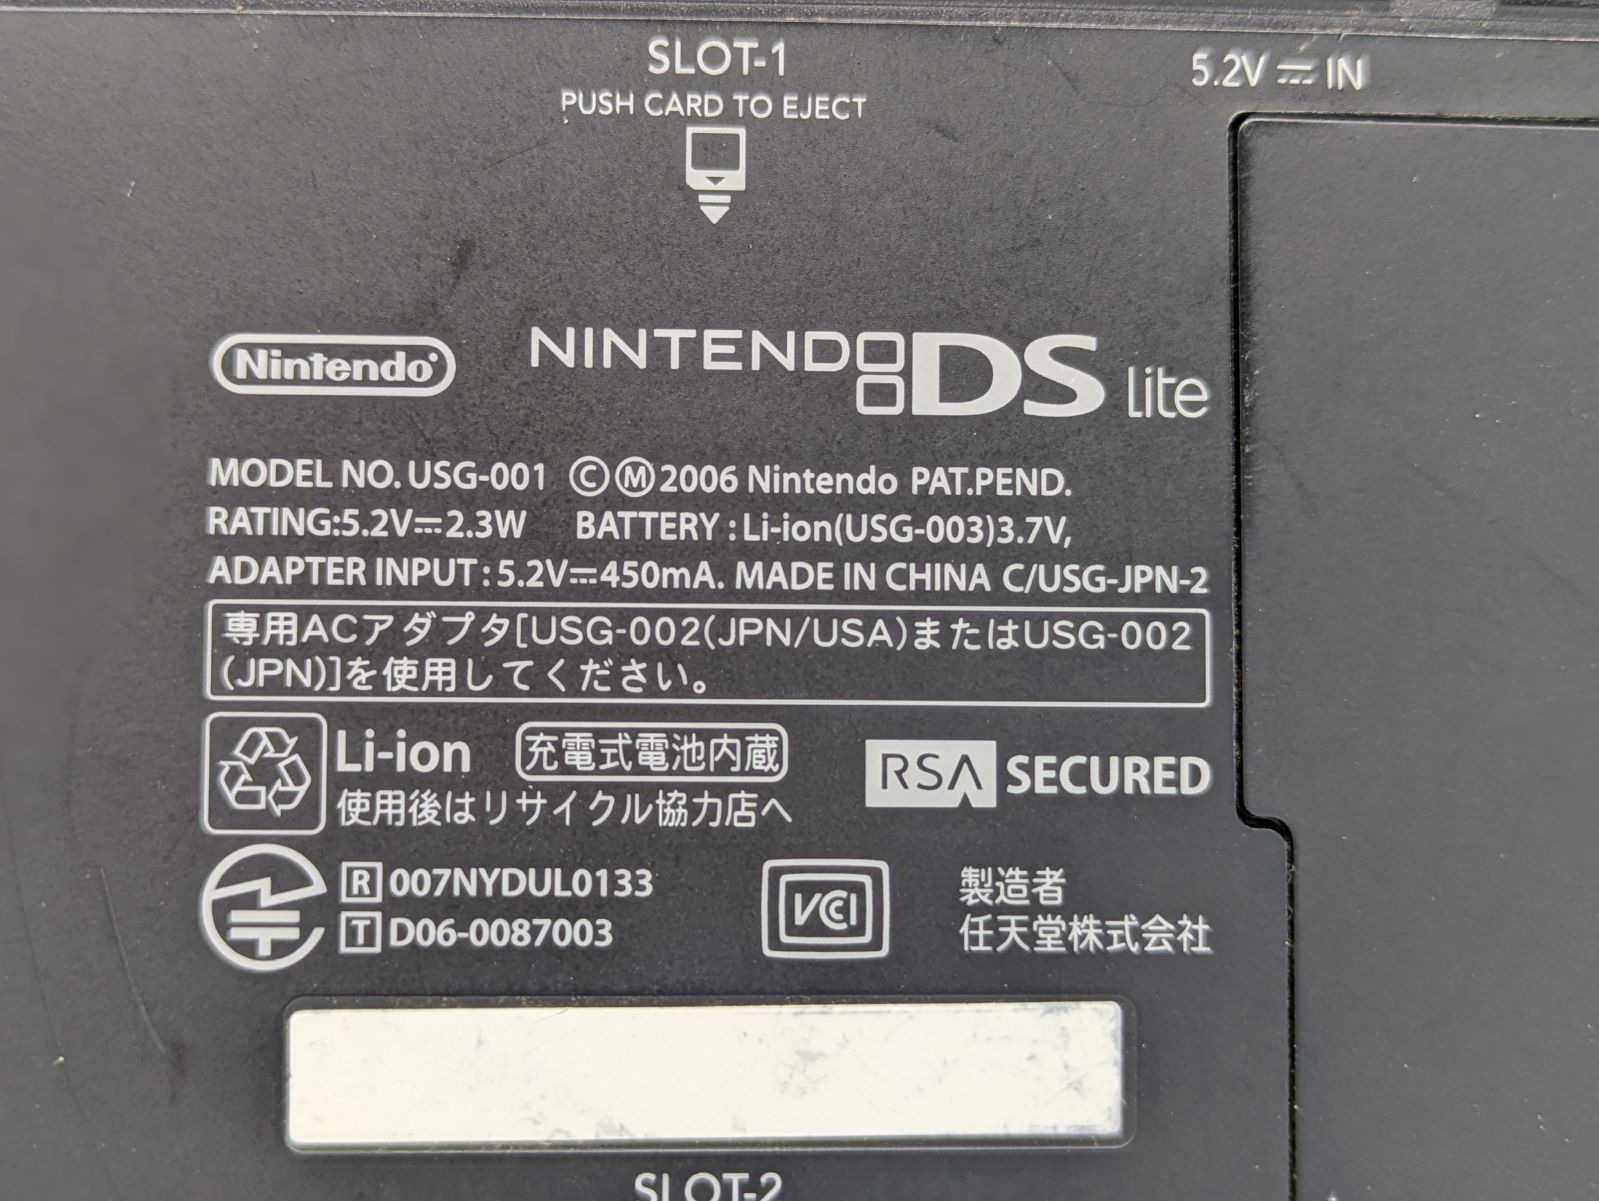 SLOT-1
PUSH CARD TO EJECT
5.2V⎓IN
Nintendo®
NINTENDO DS Lite
MODEL NO. USG-001 ©Ⓜ2006 Nintendo PAT.PEND.
RATING:5.2V⎓2.3W BATTERY:Li-ion(USG-003)3.7V,
ADAPTER INPUT:5.2V⎓450mA. MADE IN CHINA C/USG-JPN-2
専用ACアダプタ[USG-002(JPN/USA)またはUSG-002
(JPN)]を使用してください。
Li-ion 充電式電池内蔵
使用後はリサイクル協力店へ
RSA SECURED
R 007NYDUL0133
T D06-0087003
VCCI
製造者
任天堂株式会社
SLOT-2